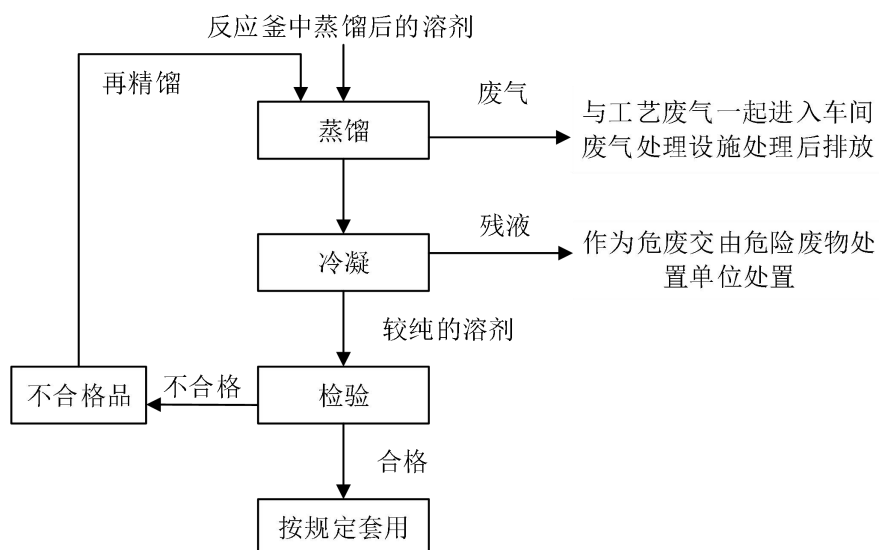 反应釜中蒸馏后的溶剂
再精馏
废气
蒸馏
与工艺废气一起进入车间
废气处理设施处理后排放
残液
冷凝
作为危废交由危险废物处
置单位处置
较纯的溶剂
不合格品
不合格
检验
合格
按规定套用